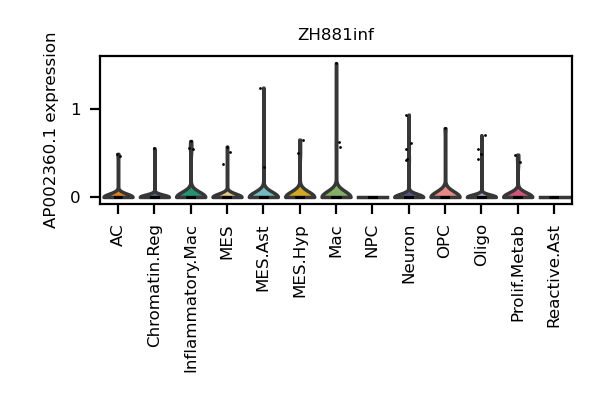 ZH881inf
AP002360.1 expression
1
0
AC
Chromatin.Reg
Inflammatory.Mac
MES
MES.Ast
MES.Hyp
Mac
NPC
Neuron
OPC
Oligo
Prolif.Metab
Reactive.Ast